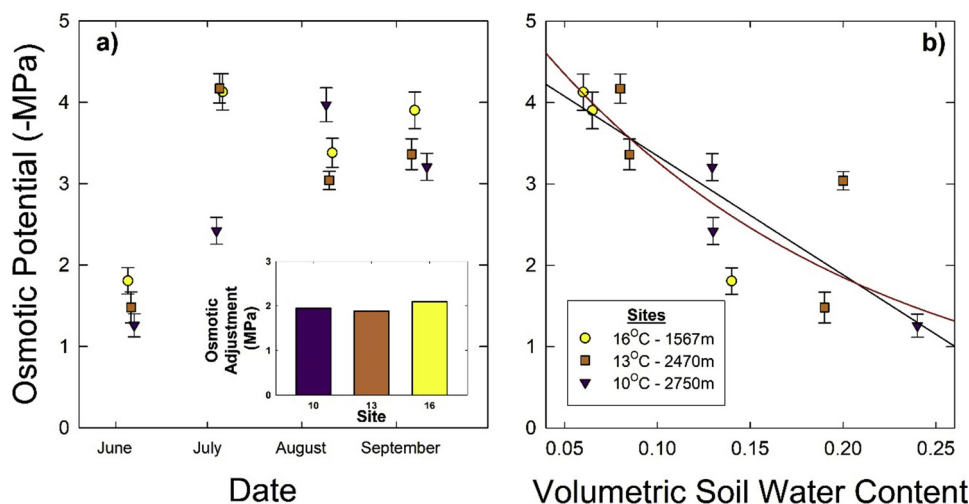 a)
Osmotic Potential (-MPa)
5
4
3
2
1
0
June
July
August
September
Date
Osmotic
Adjustment
(MPa)
3
2
1
0
10
13
16
Site
b)
5
4
3
2
1
0
0.05
0.10
0.15
0.20
0.25
Volumetric Soil Water Content
Sites
16°C - 1567m
13°C - 2470m
10°C - 2750m